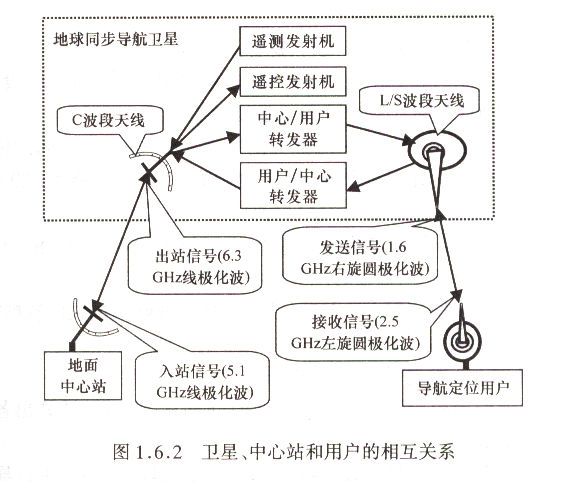 地球同步导航卫星
遥测发射机
遥控发射机
C波段天线
L/S波段天线
中心/用户
转发器
用户/中心
转发器
出站信号(6.3
GHz线极化波)
发送信号(1.6
GHz右旋圆极化波)
接收信号(2.5
GHz左旋圆极化波)
地面
中心站
入站信号(5.1
GHz线极化波)
导航定位用户
图 1.6.2 卫星、中心站和用户的相互关系